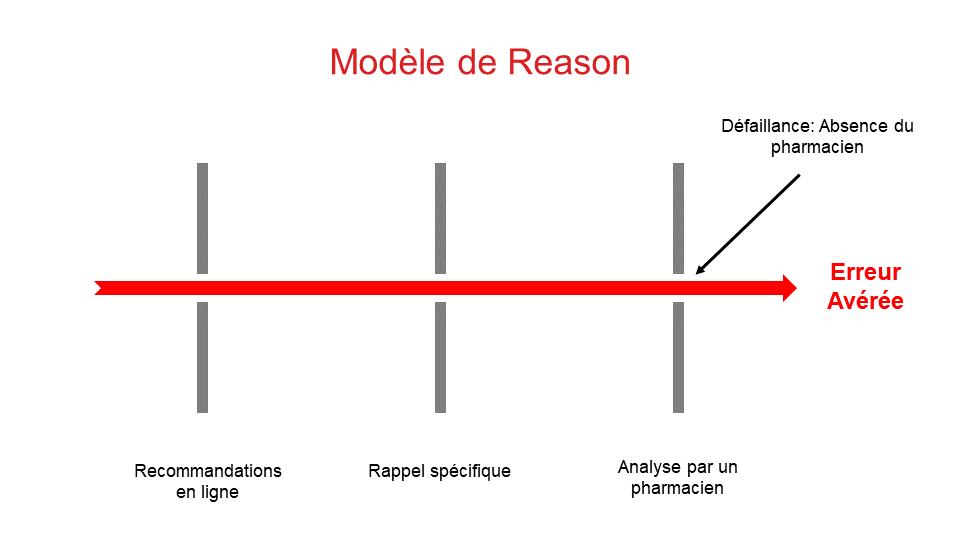 Modèle de Reason
Défaillance: Absence du
pharmacien
Erreur
Avérée
Recommandations
en ligne
Rappel spécifique
Analyse par un
pharmacien